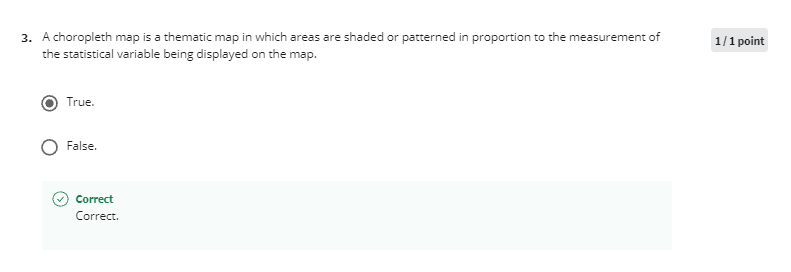 3. A choropleth map is a thematic map in which areas are shaded or patterned in proportion to the measurement of
the statistical variable being displayed on the map.
1 / 1 point
True.
False.
Correct
Correct.